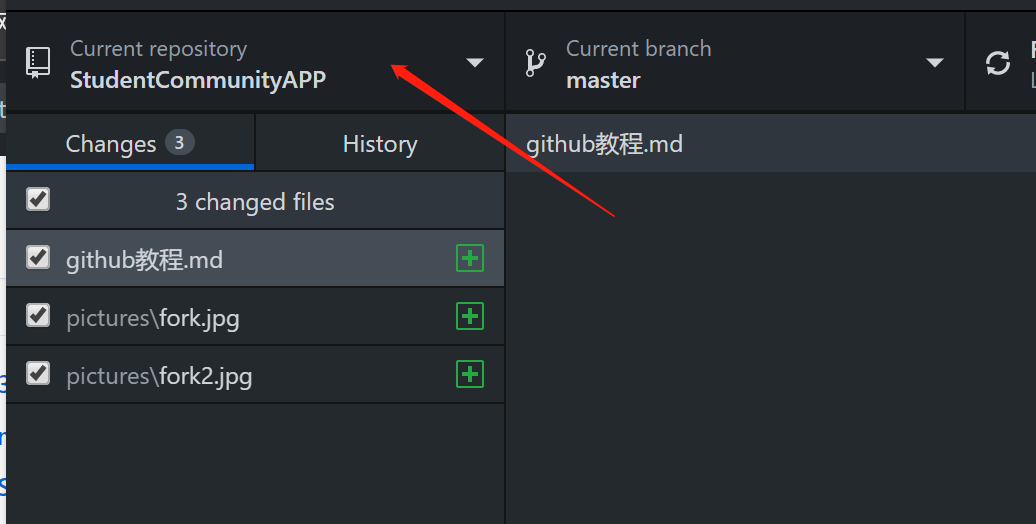 Current repository
StudentCommunityAPP
Current branch
master
Changes 3
History
github教程.md
3 changed files
github教程.md
pictures\fork.jpg
pictures\fork2.jpg